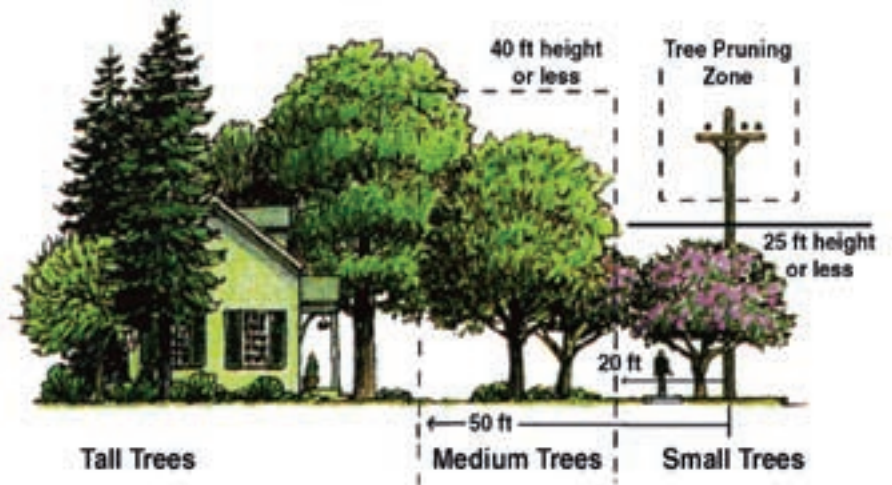 40 ft height
or less
Tree Pruning
Zone
25 ft height
or less
20 ft
50 ft
Tall Trees
Medium Trees
Small Trees